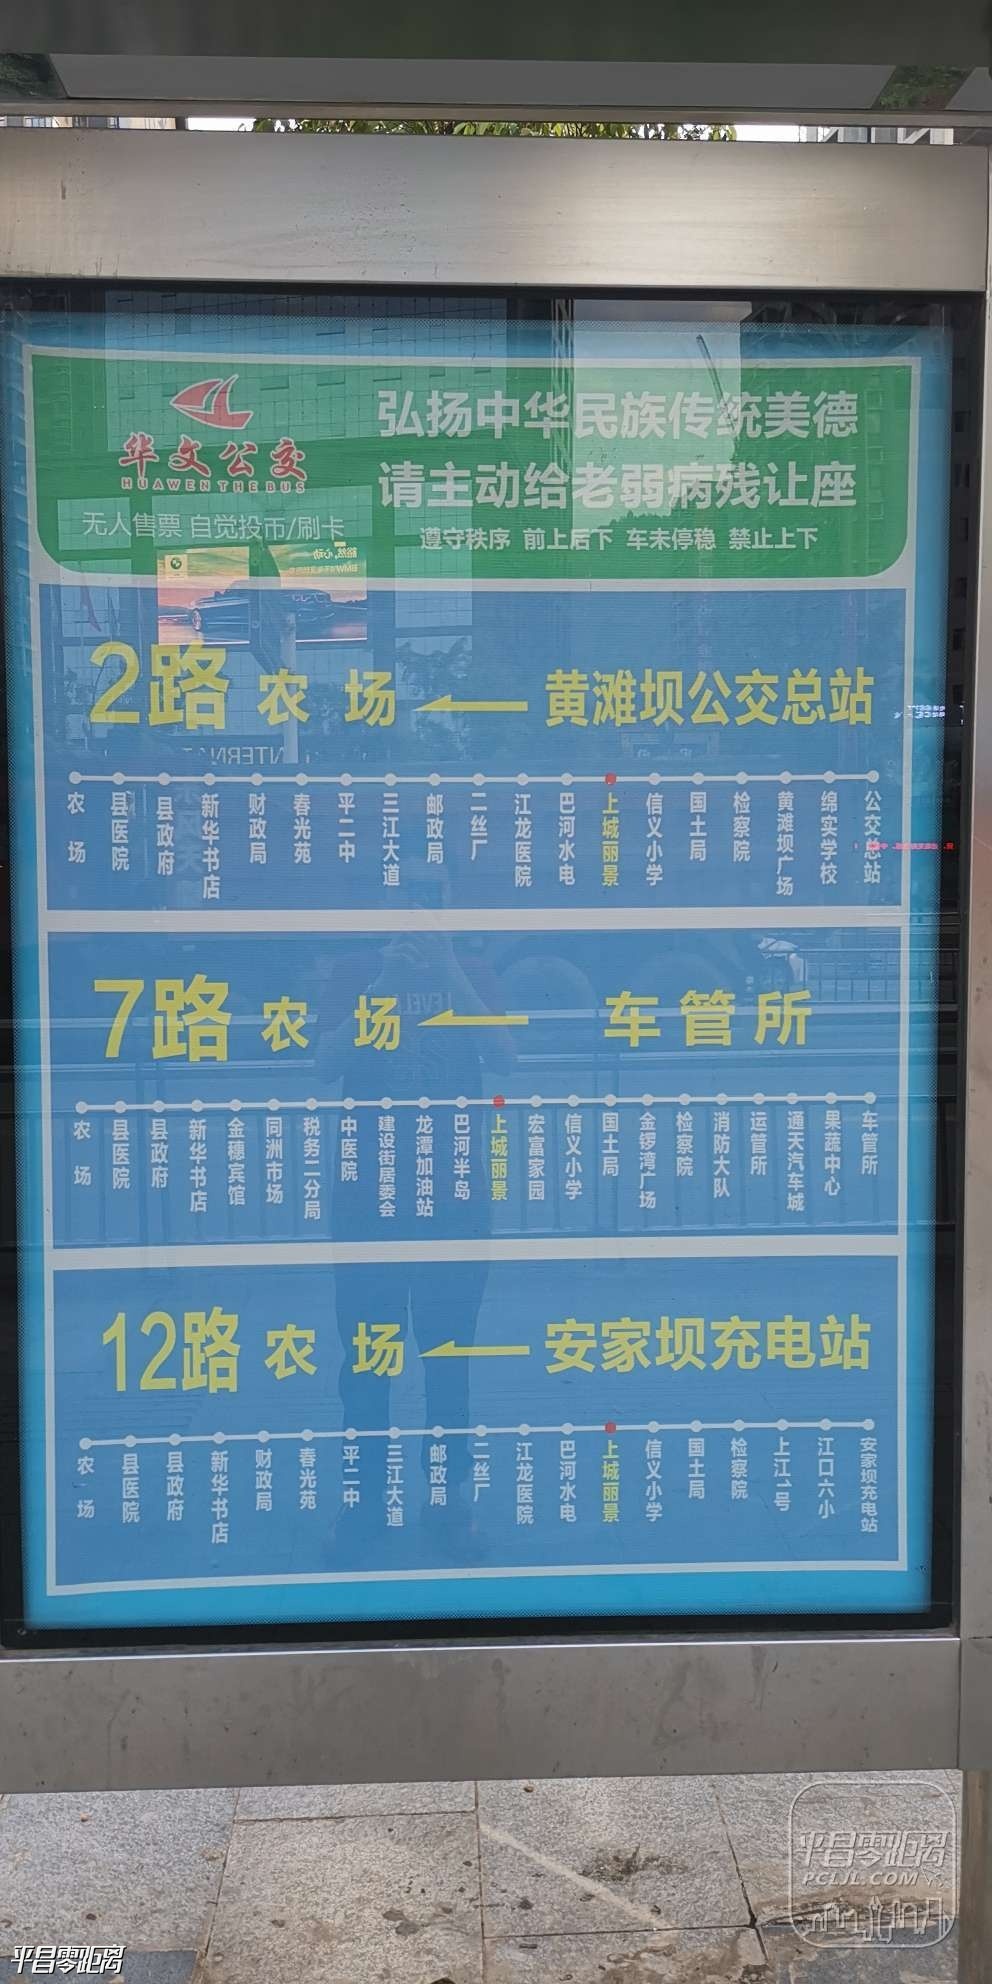 华文公交
HUAWEN THE BUS
无人售票 自觉投币/刷卡
弘扬中华民族传统美德
请主动给老弱病残让座
遵守秩序 前上后下 车未停稳 禁止上下
2路 农场 黄滩坝公交总站
农场
县医院
县政府
新华书店
财政局
春光苑
平二中
三江大道
邮政局
二丝厂
江龙医院
巴河水电
上城丽景
信义小学
国土局
检察院
黄滩坝广场
绵实学校
公交总站
7路 农场 车管所
农场
县医院
县政府
新华书店
金穗宾馆
同洲市场
税务二分局
中医院
建设街居委会
龙潭加油站
巴河半岛
上城丽景
宏富家园
信义小学
国土局
金锣湾广场
检察院
消防大队
运管所
通天汽车城
果蔬中心
车管所
12路 农场 安家坝充电站
农场
县医院
县政府
新华书店
财政局
春光苑
平二中
三江大道
邮政局
二丝厂
江龙医院
巴河水电
上城丽景
信义小学
国土局
检察院
上江1号
江口六小
安家坝充电站
平昌零距离
PCLJL.COM
平昌零距离